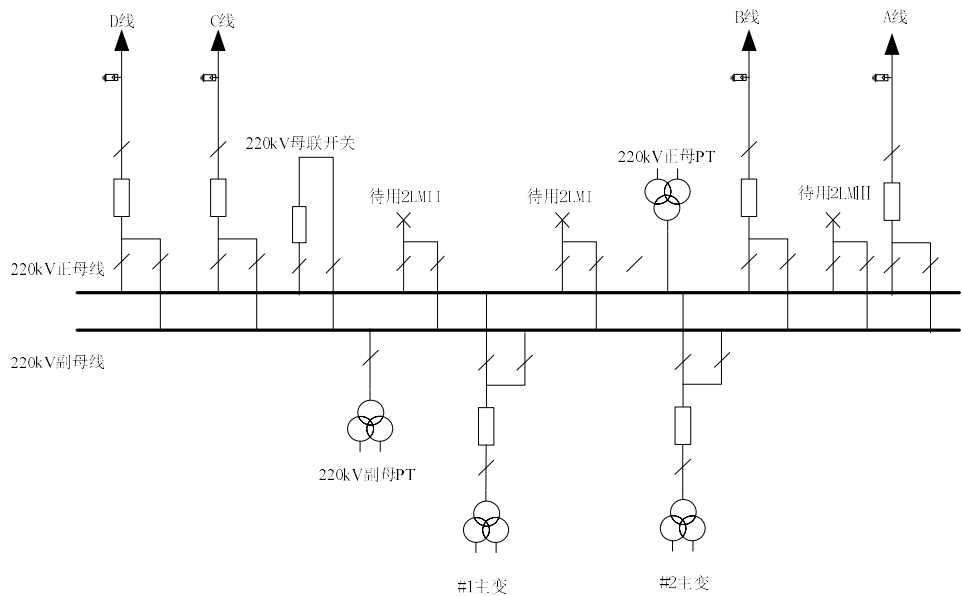 D线
C线
B线
A线
220kV母联开关
220kV正母PT
待用2LMII
待用2LMI
待用2LMⅢ
220kV正母线
220kV副母线
220kV副母PT
#1主变
#2主变